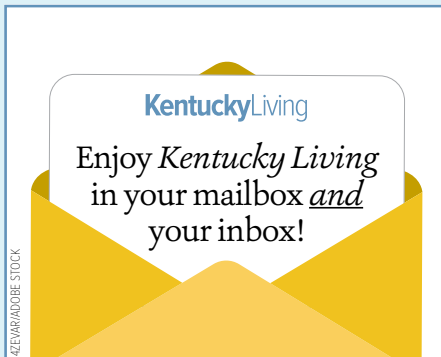 KentuckyLiving
Enjoy Kentucky Living
in your mailbox and
your inbox!
4ZEVAR/ADOBE STOCK